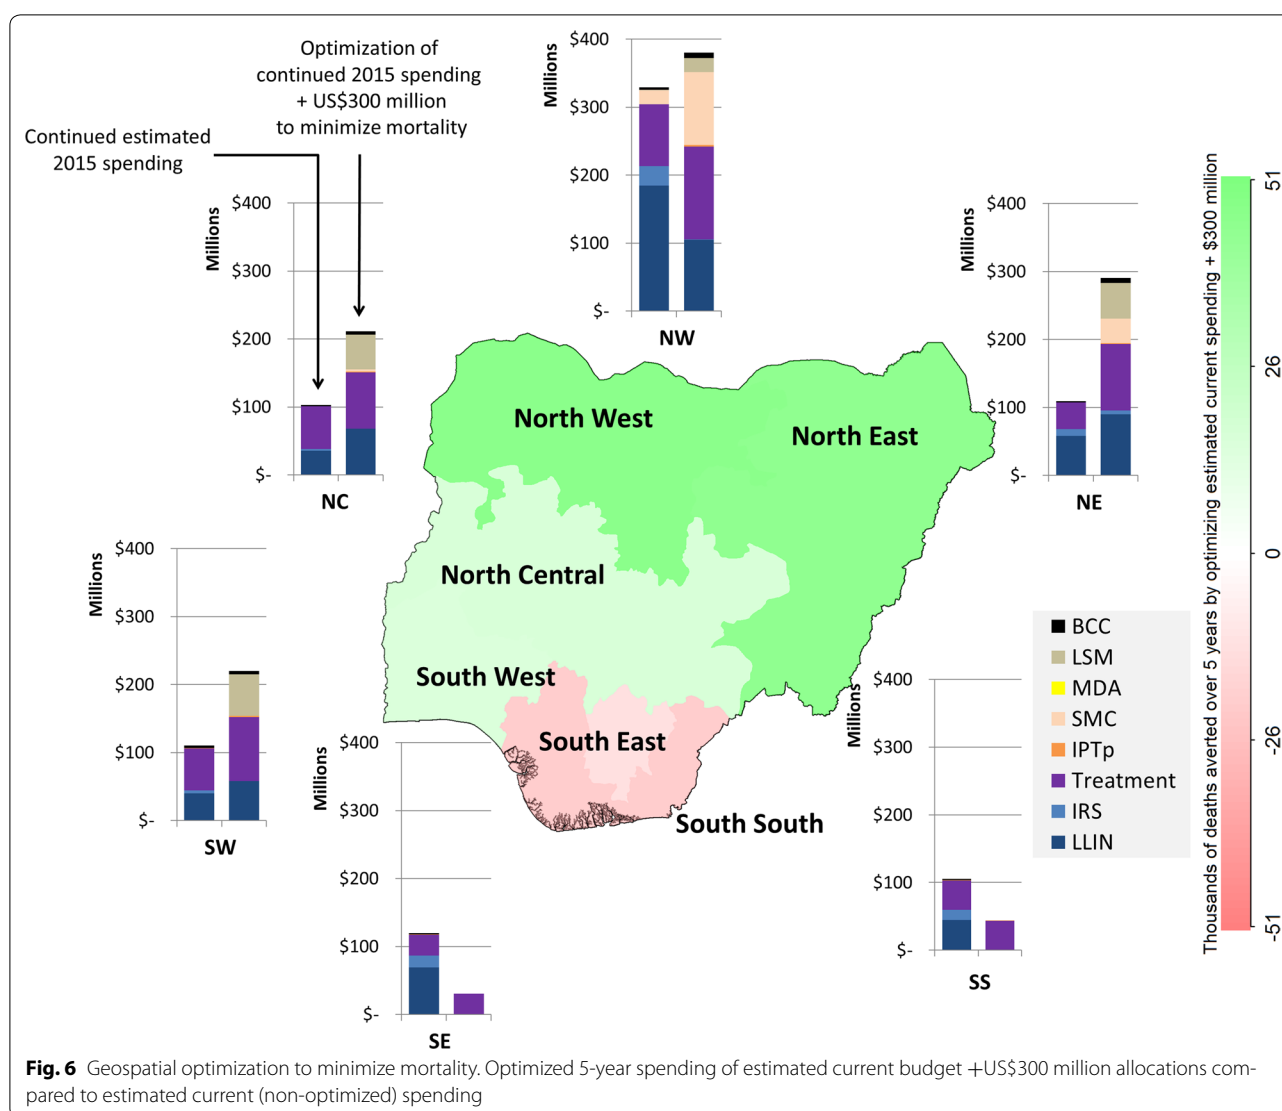 Optimization of
continued 2015 spending
+ US$300 million
to minimize mortality
Continued estimated
2015 spending
Millions
$400
$300
$200
$100
$-
NW
Millions
$400
$300
$200
$100
$-
NC
Millions
$400
$300
$200
$100
$-
NE
Millions
$400
$300
$200
$100
$-
SW
Millions
$400
$300
$200
$100
$-
SE
Millions
$400
$300
$200
$100
$-
SS
North West
North East
North Central
South West
South East
South South
BCC
LSM
MDA
SMC
IPTp
Treatment
IRS
LLIN
Thousands of deaths averted over 5 years by optimizing estimated current spending + $300 million
51
26
0
-26
-51
Fig. 6 Geospatial optimization to minimize mortality. Optimized 5-year spending of estimated current budget +US$300 million allocations com-
pared to estimated current (non-optimized) spending